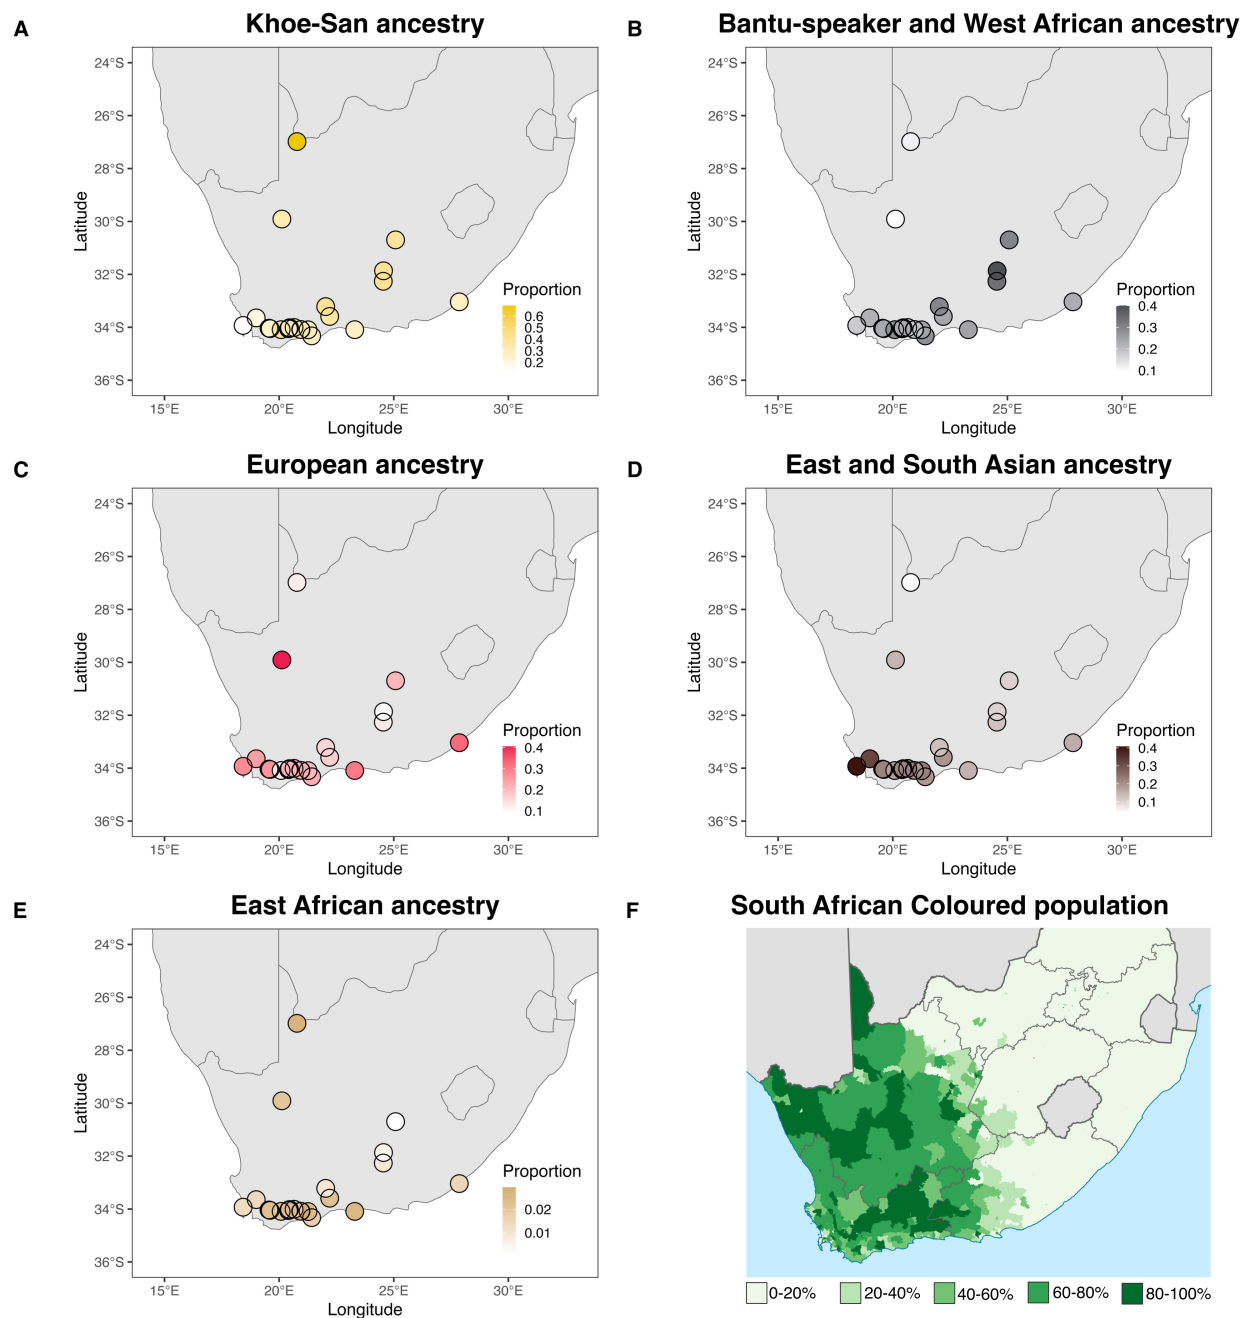 A
Khoe-San ancestry
24°S
26°S
28°S
30°S
32°S
34°S
36°S
Latitude
15°E
20°E
25°E
30°E
Longitude
Proportion
0.6
0.5
0.4
0.3
0.2
B
Bantu-speaker and West African ancestry
24°S
26°S
28°S
30°S
32°S
34°S
36°S
Latitude
15°E
20°E
25°E
30°E
Longitude
Proportion
0.4
0.3
0.2
0.1
C
European ancestry
24°S
26°S
28°S
30°S
32°S
34°S
36°S
Latitude
15°E
20°E
25°E
30°E
Longitude
Proportion
0.4
0.3
0.2
0.1
D
East and South Asian ancestry
24°S
26°S
28°S
30°S
32°S
34°S
36°S
Latitude
15°E
20°E
25°E
30°E
Longitude
Proportion
0.4
0.3
0.2
0.1
E
East African ancestry
24°S
26°S
28°S
30°S
32°S
34°S
36°S
Latitude
15°E
20°E
25°E
30°E
Longitude
Proportion
0.02
0.01
F
South African Coloured population
0-20% 20-40% 40-60% 60-80% 80-100%